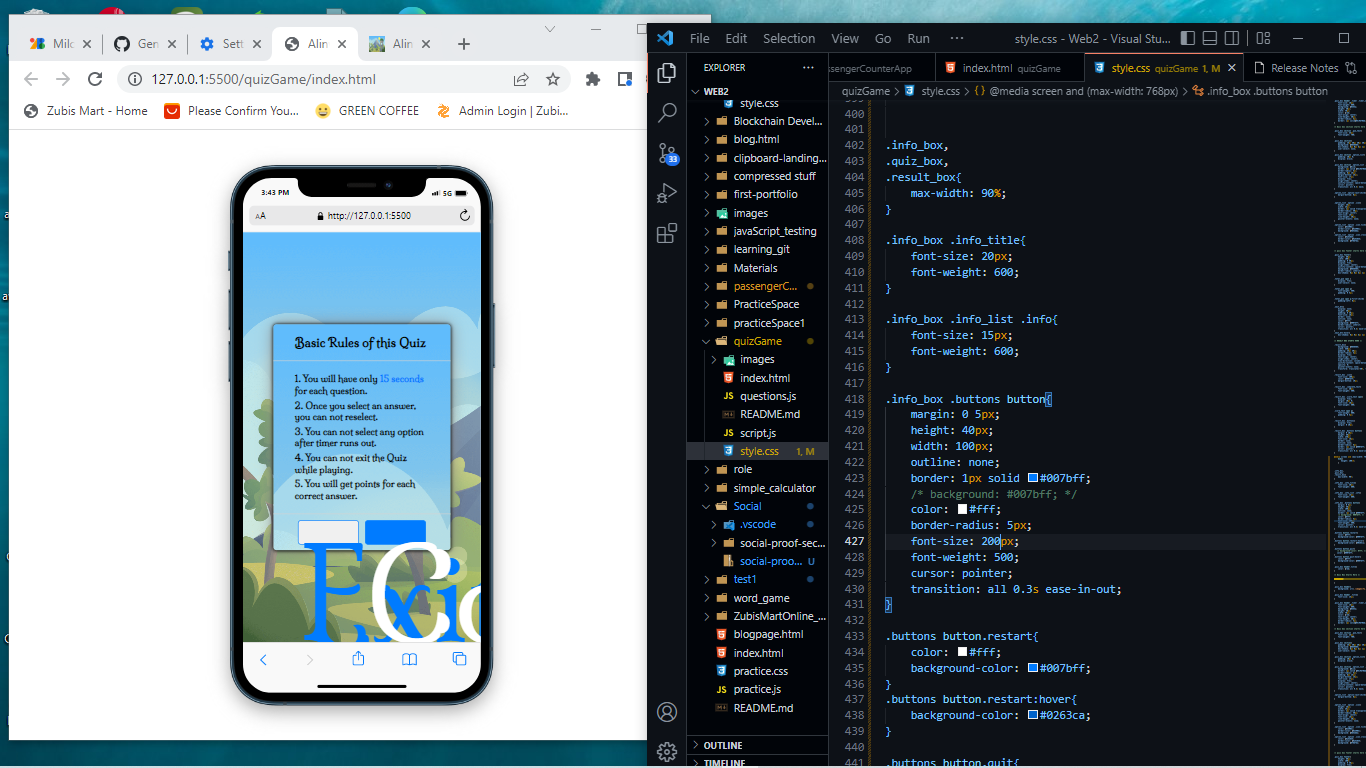 Milc
Gen
Sett
Alin
Alin
127.0.0.1:5500/quizGame/index.html
Zubis Mart - Home
Please Confirm You...
GREEN COFFEE
Admin Login | Zubi...
3:43 PM
5G
AA
http://127.0.0.1:5500
Basic Rules of this Quiz
1. You will have only 15 seconds
for each question.
2. Once you select an answer,
you can not reselect.
3. You can not select any option
after timer runs out.
4. You can not exit the Quiz
while playing.
5. You will get points for each
correct answer.
File Edit Selection View Go Run ···
style.css - Web2 - Visual Stu...
EXPLORER
···
ssengerCounterApp
index.html quizGame
style.css quizGame 1, M
Release Notes
quizGame > style.css > {} @media screen and (max-width: 768px) > .info_box .buttons button
33
WEB2
style.css
Blockchain Devel...
blog.html
clipboard-landing...
compressed stuff
first-portfolio
images
javaScript_testing
learning_git
Materials
passengerC...
PracticeSpace
practiceSpace1
quizGame
images
index.html
JS questions.js
README.md
JS script.js
style.css 1, M
role
simple_calculator
Social
.vscode
social-proof-sec...
social-proo... U
test1
word_game
ZubisMartOnline_...
blogpage.html
index.html
practice.css
JS practice.js
README.md
OUTLINE
TIMELINE
400
401
402 .info_box,
403 .quiz_box,
404 .result_box{
405 max-width: 90%;
406 }
407
408 .info_box .info_title{
409 font-size: 20px;
410 font-weight: 600;
411 }
412
413 .info_box .info_list .info{
414 font-size: 15px;
415 font-weight: 600;
416 }
417
418 .info_box .buttons button{
419 margin: 0 5px;
420 height: 40px;
421 width: 100px;
422 outline: none;
423 border: 1px solid #007bff;
424 /* background: #007bff; */
425 color: #fff;
426 border-radius: 5px;
427 font-size: 200px;
428 font-weight: 500;
429 cursor: pointer;
430 transition: all 0.3s ease-in-out;
431 }
432
433 .buttons button.restart{
434 color: #fff;
435 background-color: #007bff;
436 }
437 .buttons button.restart:hover{
438 background-color: #0263ca;
439 }
440
441 .buttons button.quit{